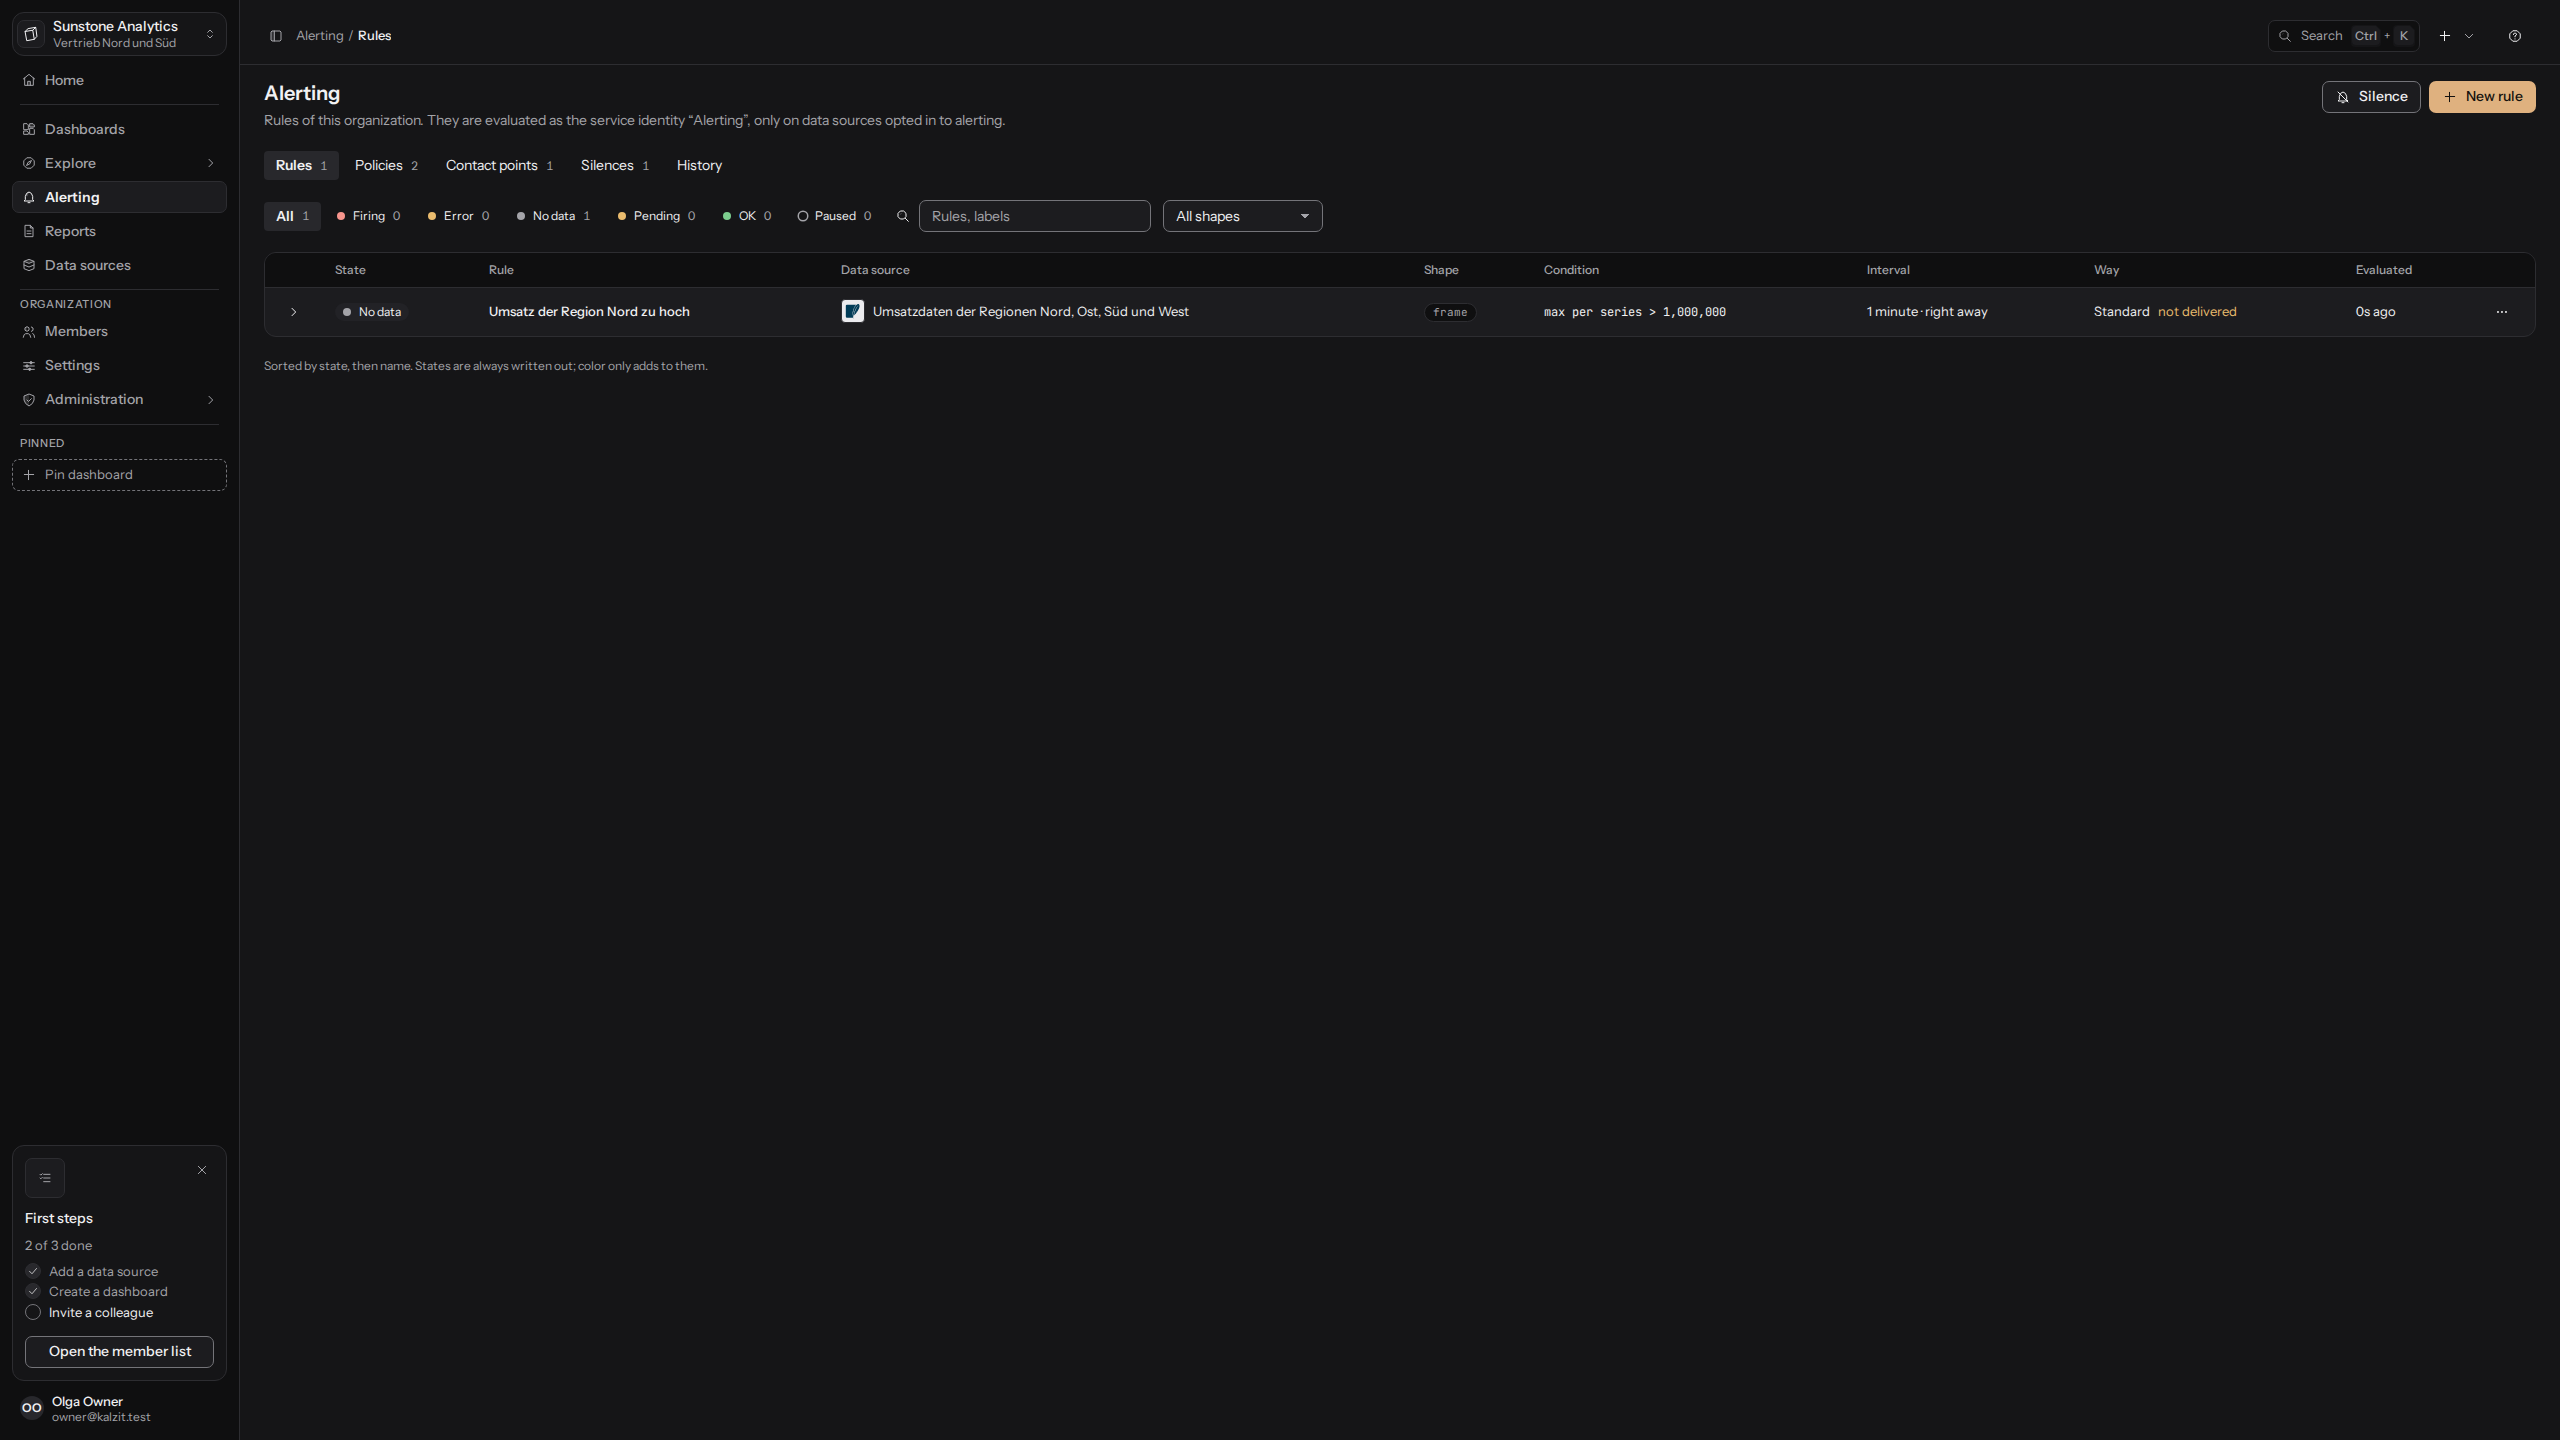 Sunstone Analytics
Vertrieb Nord und Süd
Home
Dashboards
Explore
Alerting
Reports
Data sources
ORGANIZATION
Members
Settings
Administration
PINNED
Pin dashboard
First steps
2 of 3 done
Add a data source
Create a dashboard
Invite a colleague
Open the member list
OO
Olga Owner
owner@kalzit.test
Alerting / Rules
Search Ctrl + K
Alerting
Rules of this organization. They are evaluated as the service identity “Alerting”, only on data sources opted in to alerting.
Silence
New rule
Rules 1 Policies 2 Contact points 1 Silences 1 History
All 1 Firing 0 Error 0 No data 1 Pending 0 OK 0 Paused 0 Rules, labels All shapes
State Rule Data source Shape Condition Interval Way Evaluated
No data Umsatz der Region Nord zu hoch Umsatzdaten der Regionen Nord, Ost, Süd und West frame max per series > 1,000,000 1 minute · right away Standard not delivered 0s ago
Sorted by state, then name. States are always written out; color only adds to them.